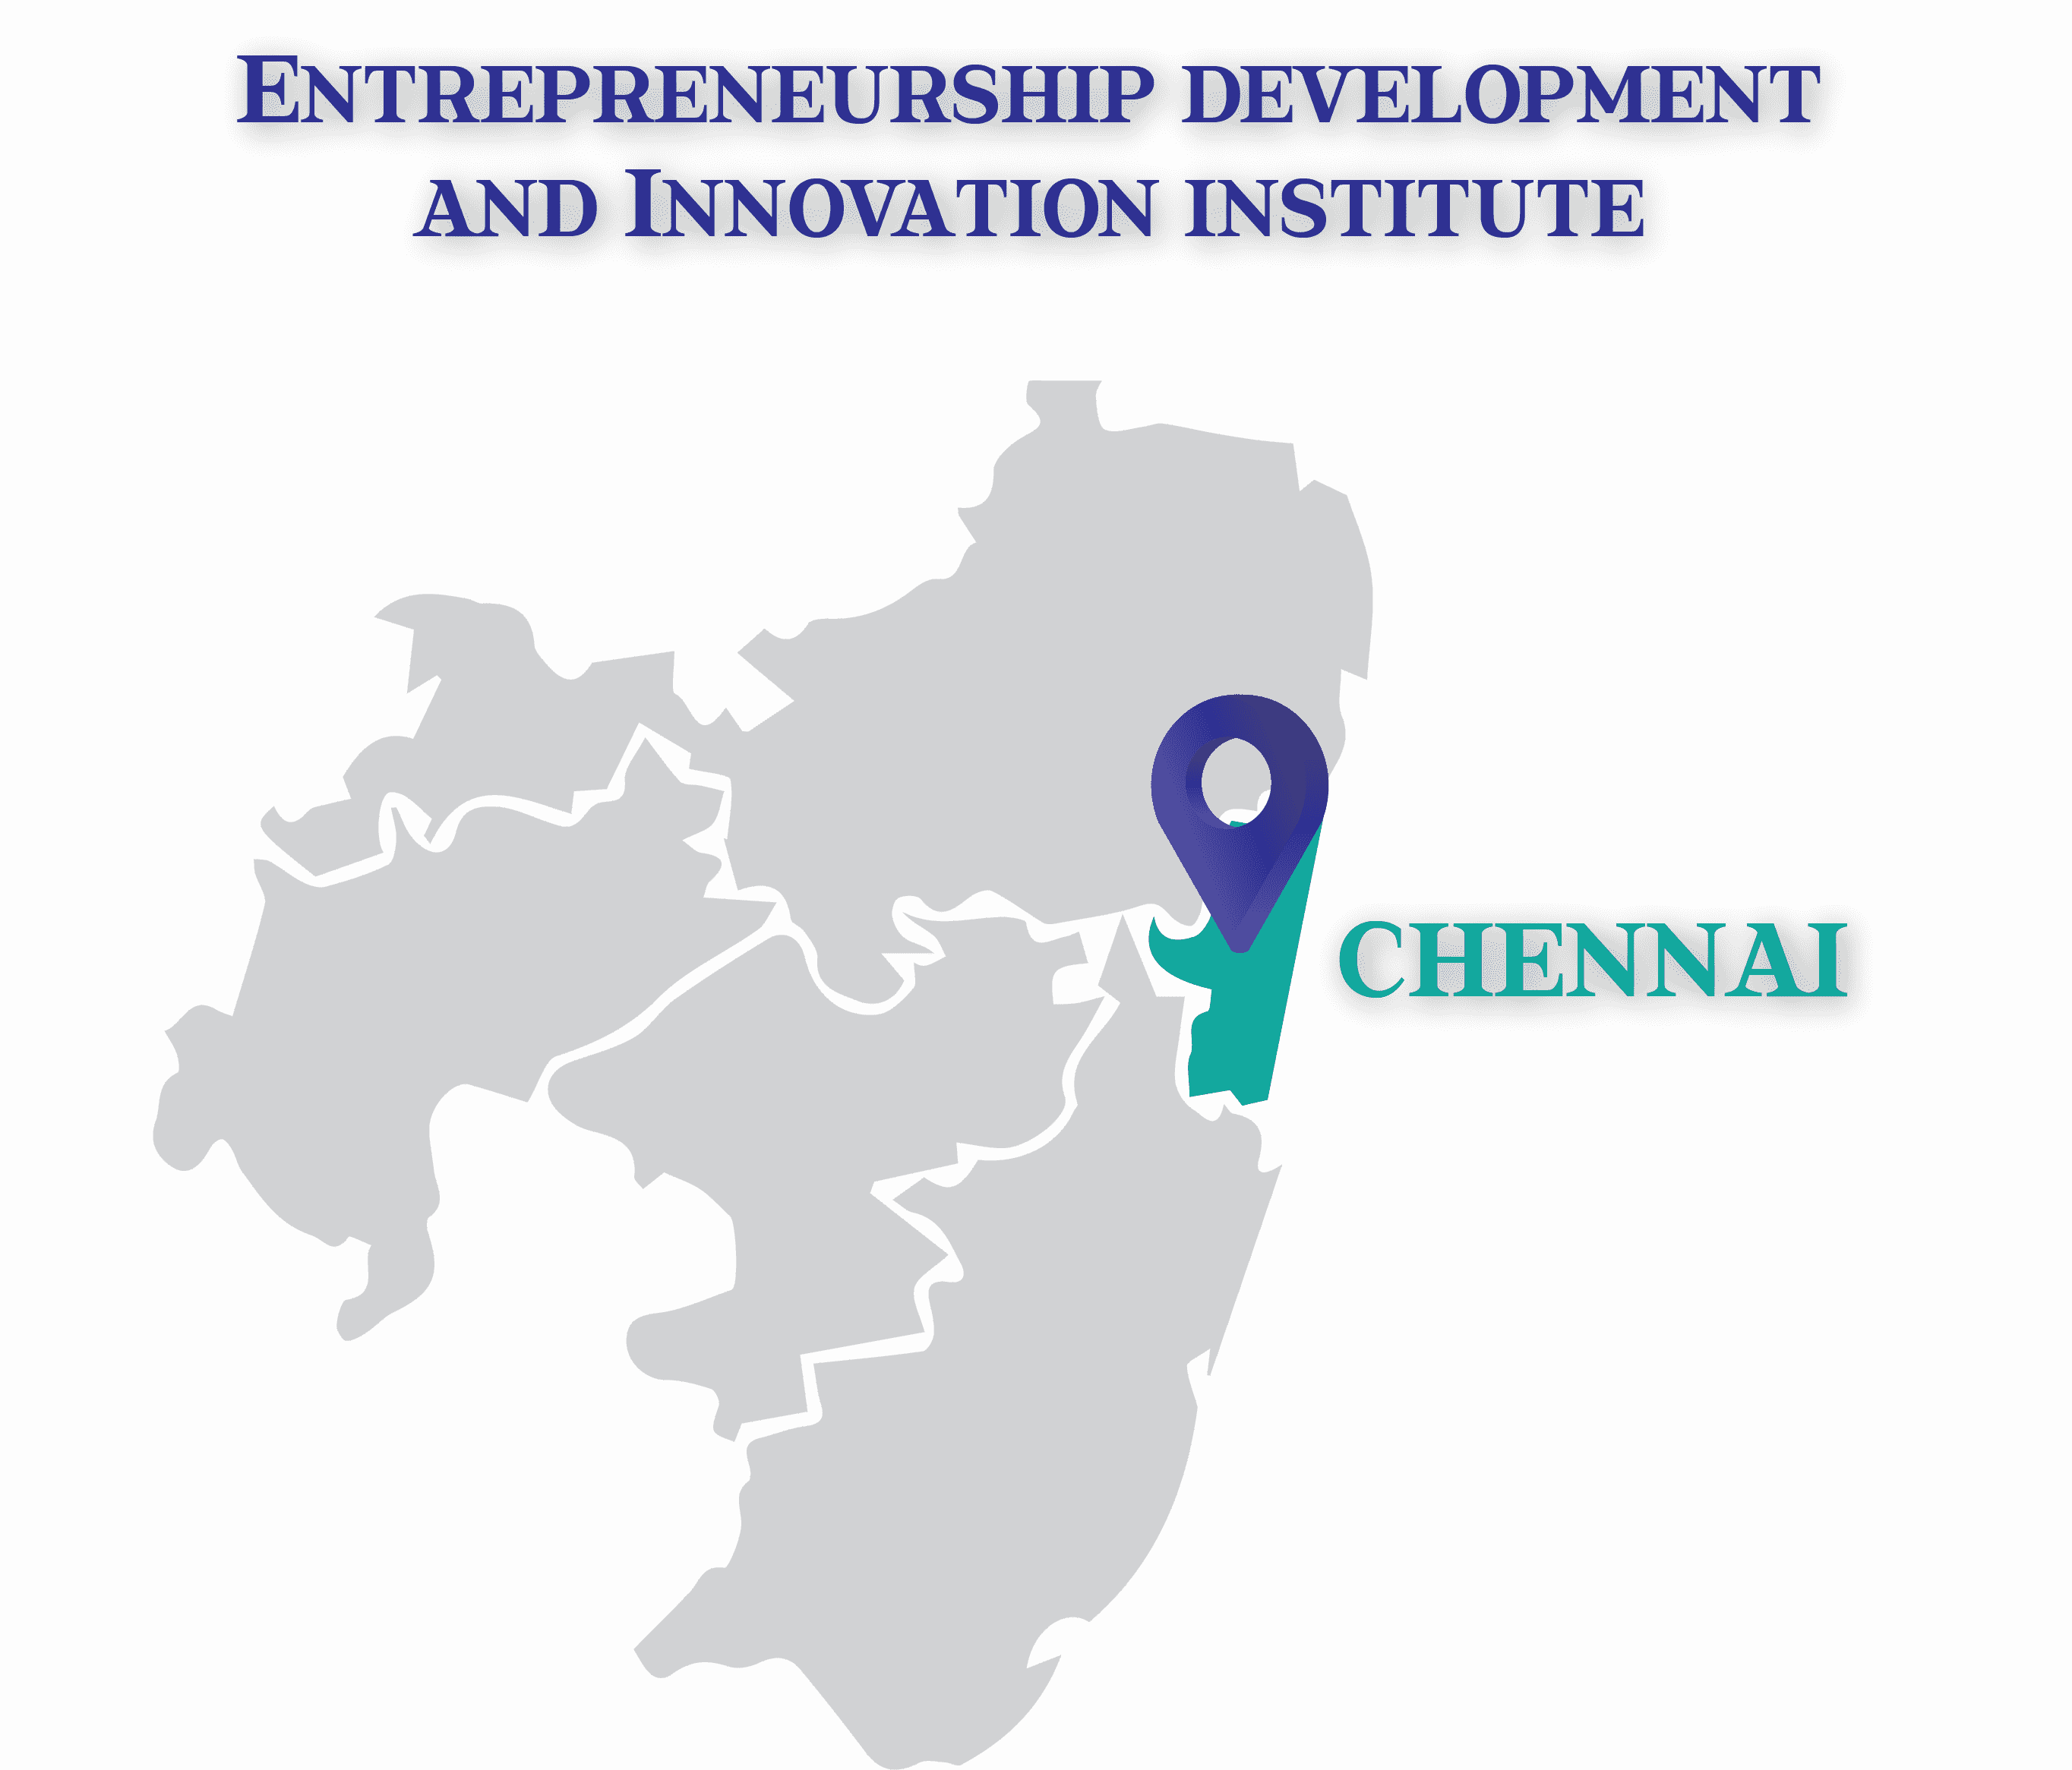 Entrepreneurship development
and Innovation institute
Chennai